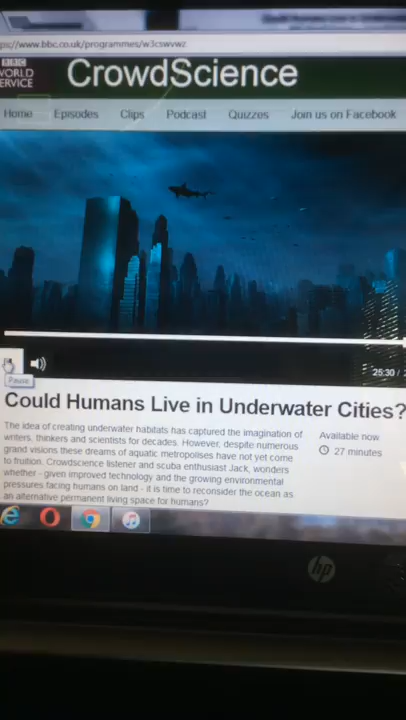 ps://www.bbc.co.uk/programmes/w3cswvwz
BBC
WORLD
SERVICE
CrowdScience
Home Episodes Clips Podcast Quizzes Join us on Facebook
25:30 /
Pause
Could Humans Live in Underwater Cities?
The idea of creating underwater habitats has captured the imagination of
writers, thinkers and scientists for decades. However, despite numerous
grand visions these dreams of aquatic metropolises have not yet come
to fruition. Crowdscience listener and scuba enthusiast Jack, wonders
whether - given improved technology and the growing environmental
pressures facing humans on land - it is time to reconsider the ocean as
an alternative permanent living space for humans?
Available now
27 minutes
hp